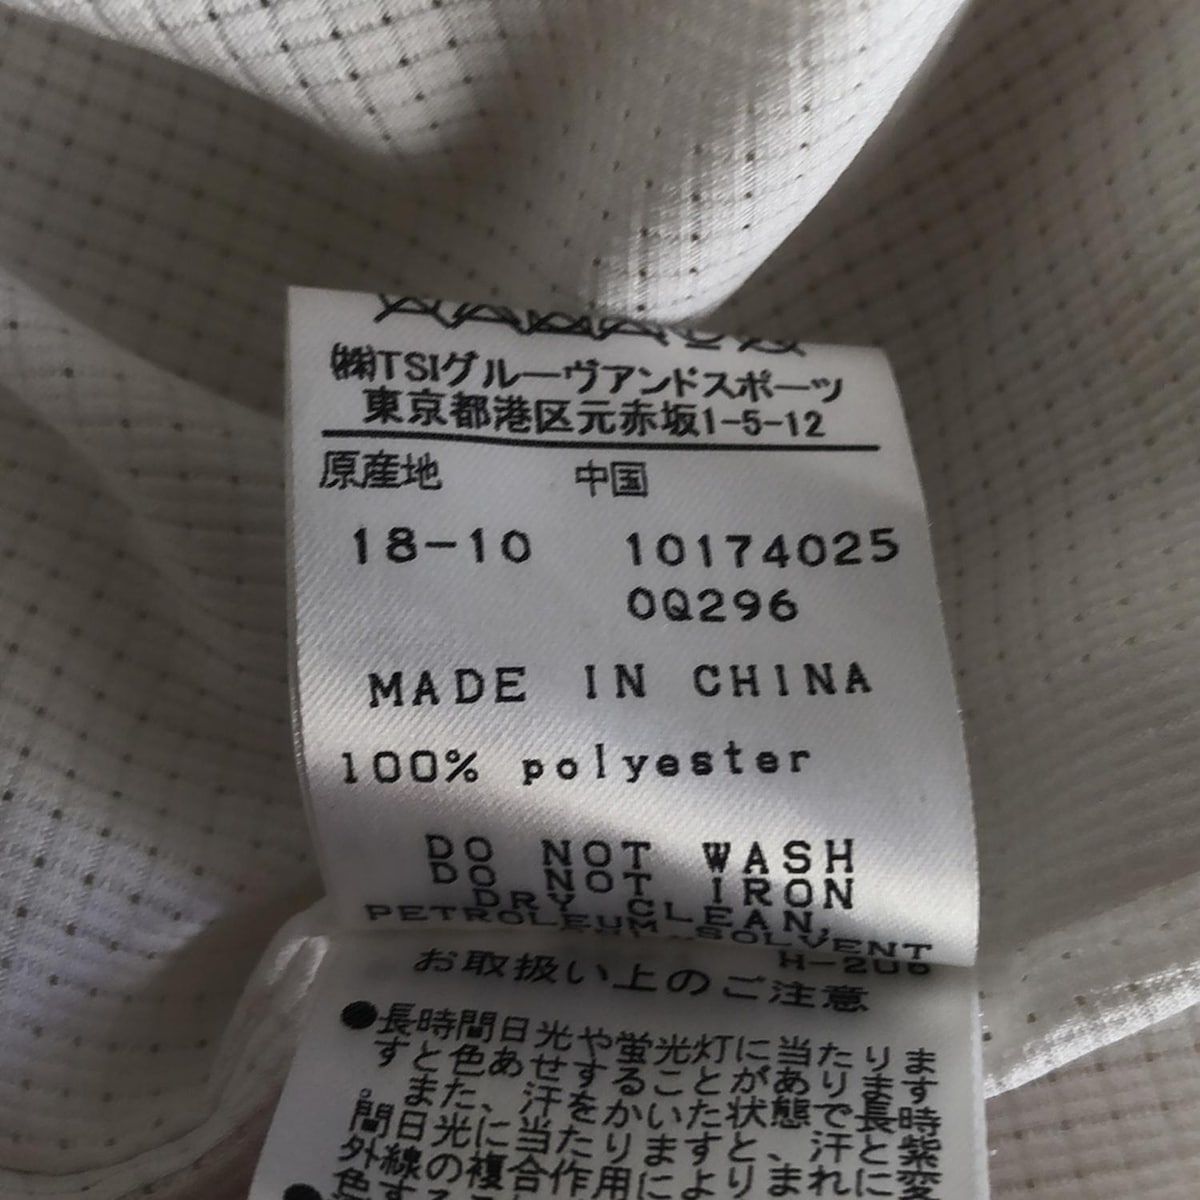 ㈱TSIグルーヴアンドスポーツ
東京都港区元赤坂1-5-12
原産地 中国
18-10 10174025
0Q296
MADE IN CHINA
100% polyester
DO NOT WASH
DO NOT IRON
DRY CLEAN,
PETROLEUM SOLVENT
お取扱い上のご注意
●長時間日光や蛍光灯に当たりま
すと色あせすることがあります
。また、汗をかいた状態で長時
間日光に当たりますと、汗と紫
外線の複合作用によりまれに変
色する